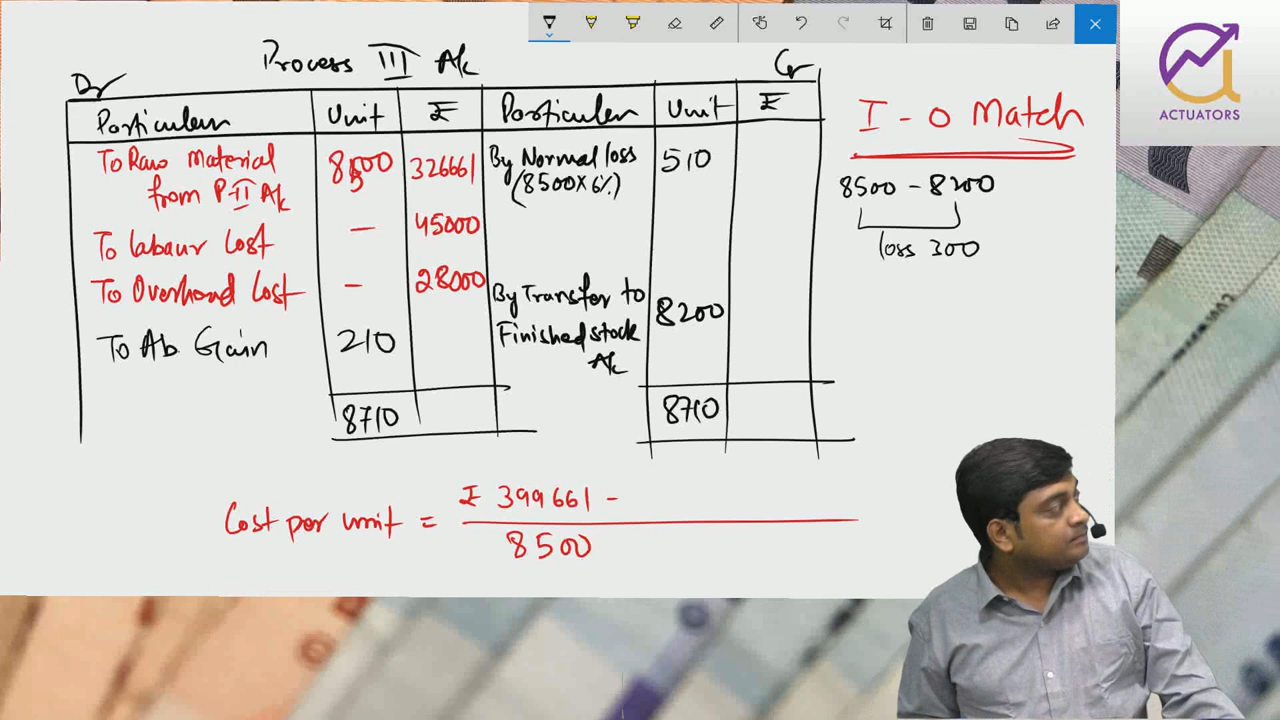 Process III A/c
Dr
Cr
Particulars Unit ₹ Particulars Unit ₹
To Raw Material 8500 326661 By Normal loss 510
from P-II A/c (8500×6%)
To labour Cost - 45000
To Overhead Cost - 28000 By Transfer to
Finished stock 8200
A/c
To Ab Gain 210
8710 8710
I - O Match
8500 - 8200
loss 300
Cost per unit = ₹ 399661 -
8500
ACTUATORS